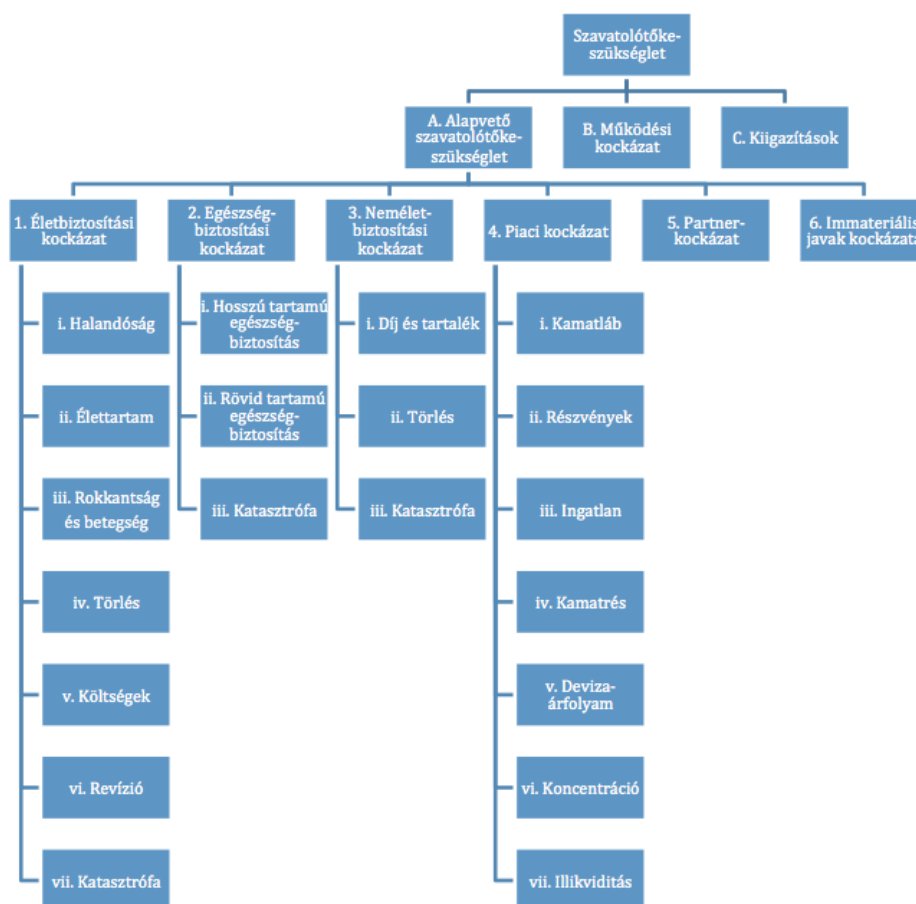 Szavatolótőke-
szükséglet
A. Alapvető
szavatolótőke-
szükséglet
B. Működési
kockázat
C. Kiigazítások
1. Életbiztosítási
kockázat
2. Egészség-
biztosítási
kockázat
3. Nemélet-
biztosítási
kockázat
4. Piaci kockázat
5. Partner-
kockázat
6. Immateriális
javak kockázata
i. Halandóság
ii. Élettartam
iii. Rokkantság
és betegség
iv. Törlés
v. Költségek
vi. Revízió
vii. Katasztrófa
i. Hosszú tartamú
egészség-
biztosítás
ii. Rövid tartamú
egészség-
biztosítás
iii. Katasztrófa
i. Díj és tartalék
ii. Törlés
iii. Katasztrófa
i. Kamatláb
ii. Részvények
iii. Ingatlan
iv. Kamatrés
v. Deviza-
árfolyam
vi. Koncentráció
vii. Illikviditás